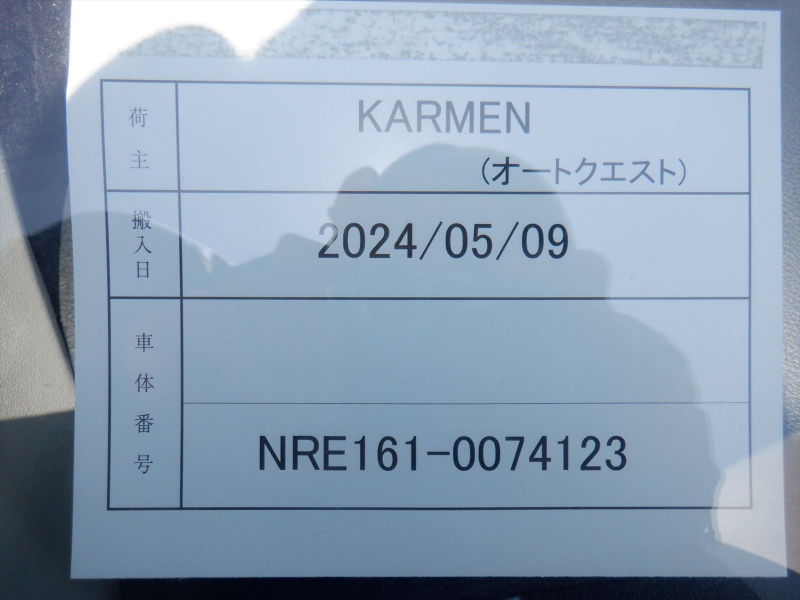 荷主
KARMEN
(オートクエスト)
搬入日
2024/05/09
車体番号
NRE161-0074123